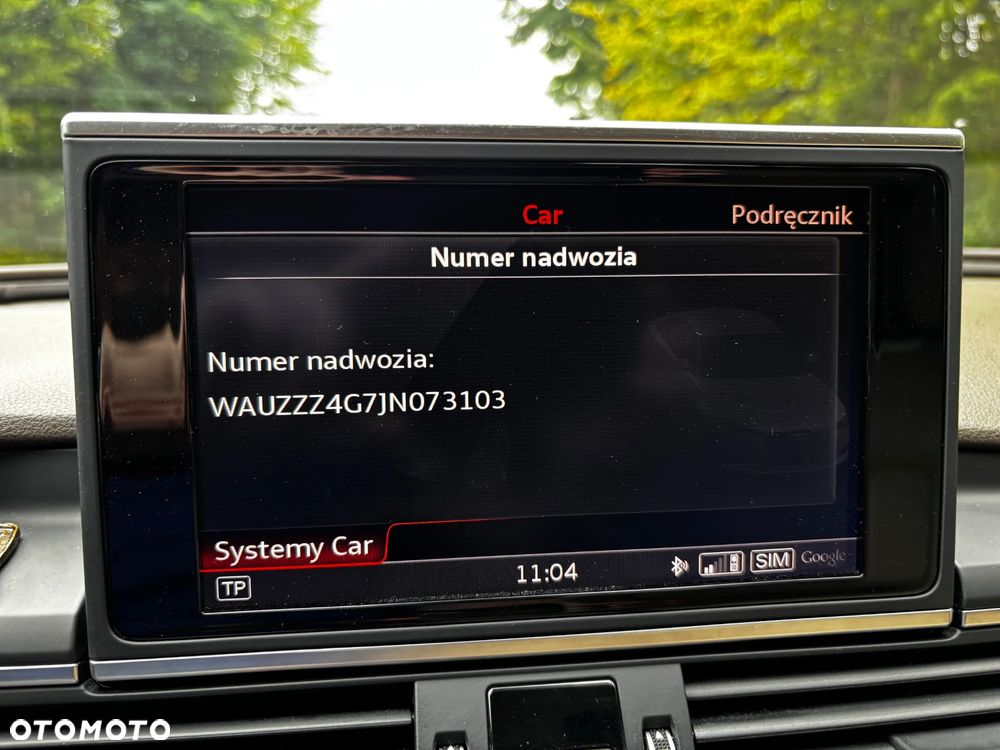 Car
Podręcznik
Numer nadwozia
Numer nadwozia:
WAUZZZ4G7JN073103
Systemy Car
TP
11:04
SIM
Google
OTOMOTO